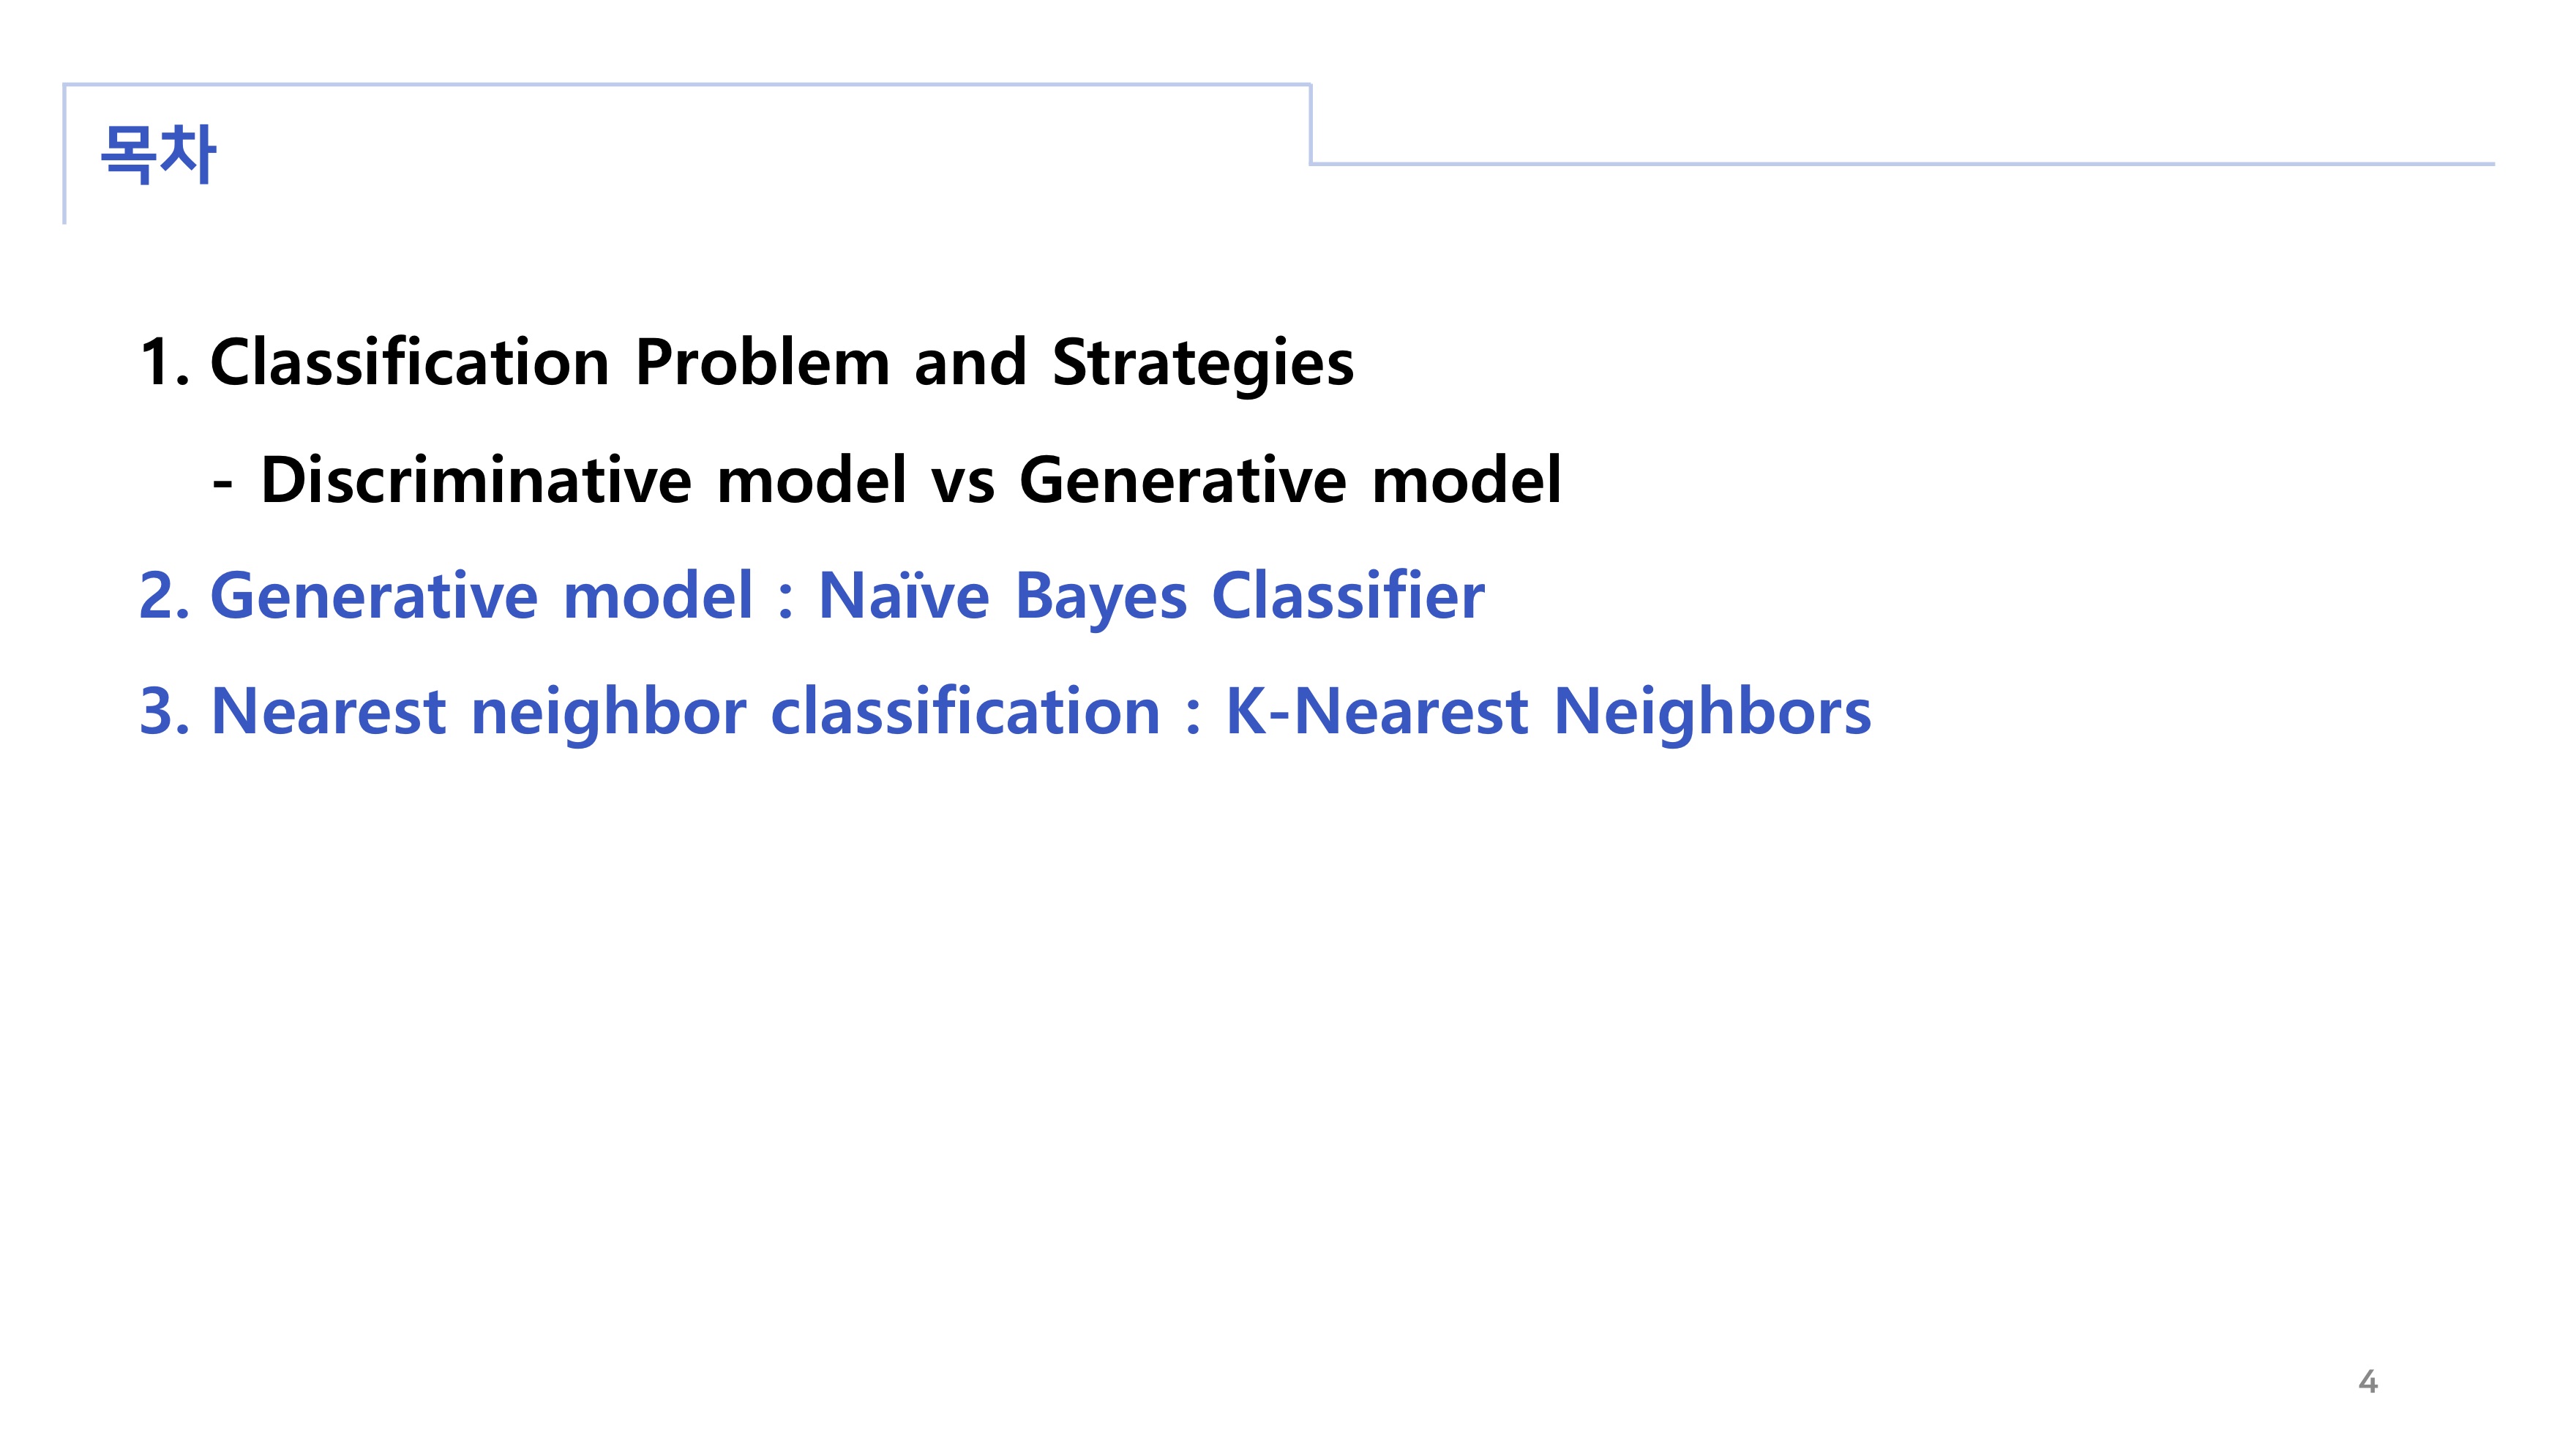 목차
1. Classification Problem and Strategies
- Discriminative model vs Generative model
2. Generative model : Naïve Bayes Classifier
3. Nearest neighbor classification : K-Nearest Neighbors
4